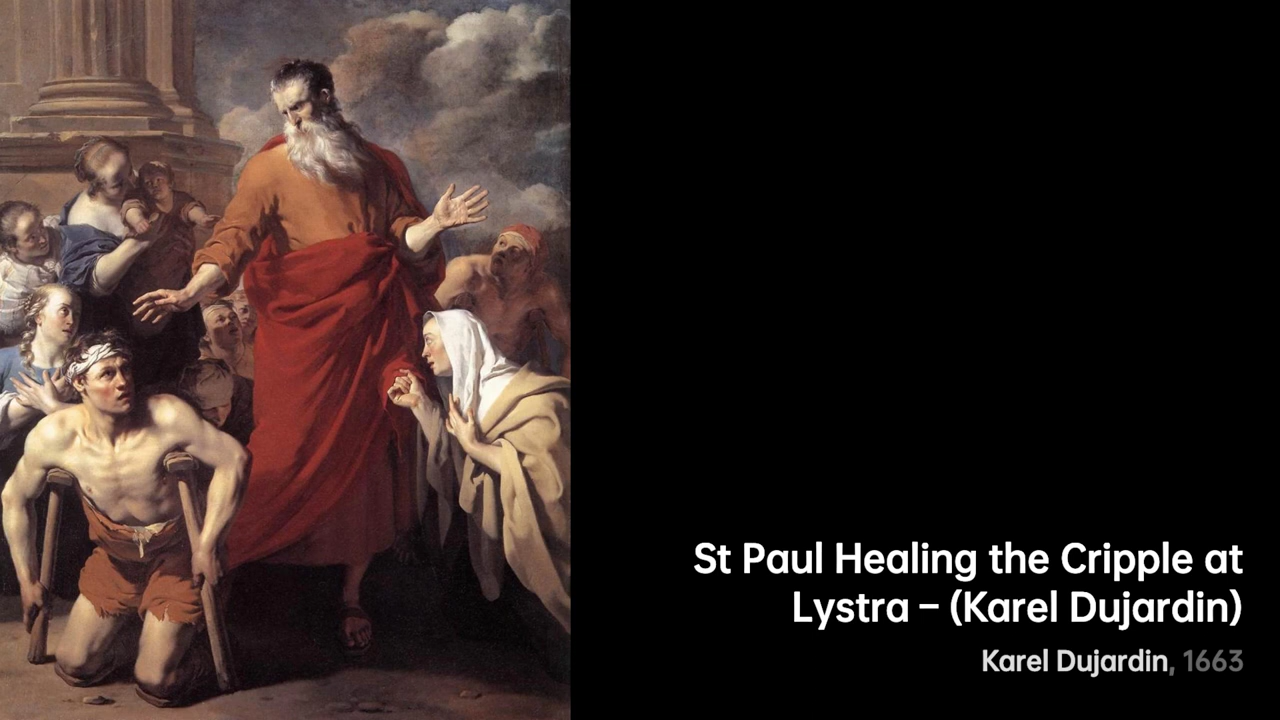 St Paul Healing the Cripple at
Lystra – (Karel Dujardin)
Karel Dujardin, 1663